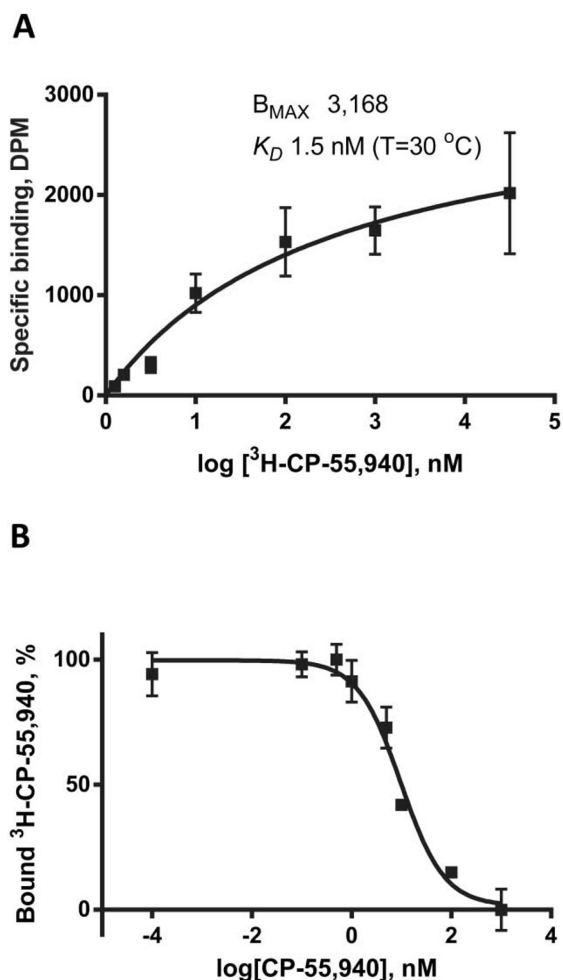 A
3000
2000
1000
0
Specific binding, DPM
B_MAX 3,168
K_D 1.5 nM (T=30 °C)
0 1 2 3 4 5
log [³H-CP-55,940], nM
B
100
50
0
Bound ³H-CP-55,940, %
-4 -2 0 2 4
log[CP-55,940], nM